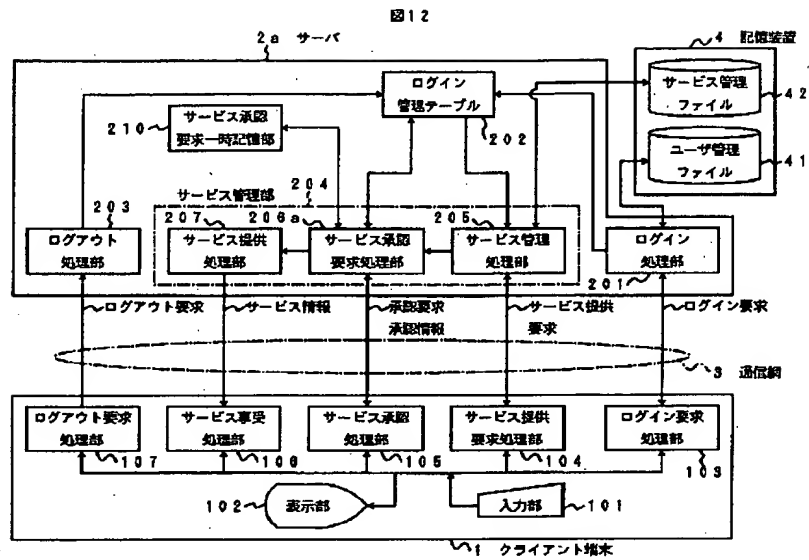 図12
2a サーバ
4 記憶装置
ログイン
管理テーブル
202
サービス管理
ファイル
42
ユーザ管理
ファイル
41
210
サービス承認
要求一時記憶部
サービス管理部
204
203
ログアウト
処理部
207
サービス提供
処理部
206a
サービス承認
要求処理部
205
サービス管理
処理部
ログイン
処理部
201
ログアウト要求
サービス情報
承認要求
承認情報
サービス提供
要求
ログイン要求
3 通信網
ログアウト要求
処理部
107
サービス享受
処理部
106
サービス承認
処理部
105
サービス提供
要求処理部
104
ログイン要求
処理部
103
102
表示部
入力部
101
1 クライアント端末